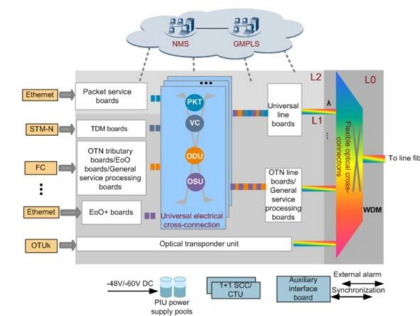 NMS
GMPLS
L2
L0
Ethernet
Packet service
boards
PKT
Universal
line
boards
λ
L1
STM-N
TDM boards
VC
FC
OTN tributary
boards/EoO
boards/General
service processing
boards
ODU
OSU
OTN line
boards/
General
service
processing
boards
Flexible optical cross-
connections
To line fib
WDM
Ethernet
EoO+ boards
Universal electrical
cross-connection
OTUk
Optical transponder unit
-48V/-60V DC
PIU power
supply pools
1+1 SCC/
CTU
Auxiliary
interface
board
External alarm
Synchronization